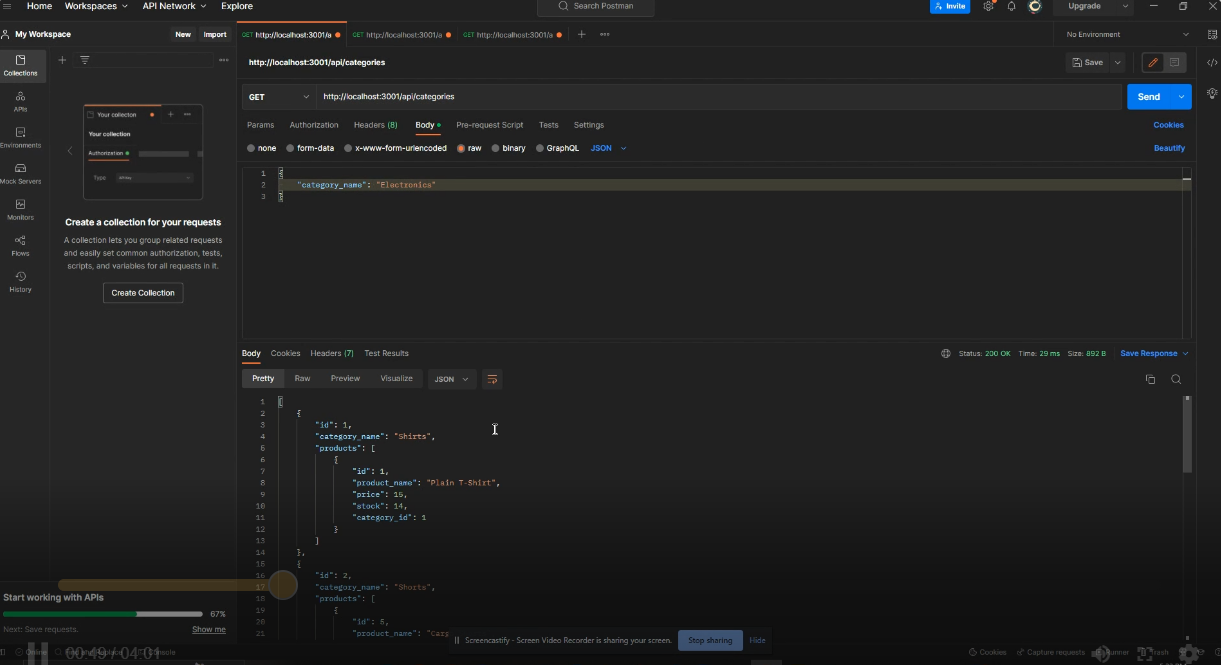 Home Workspaces API Network Explore Search Postman Invite Upgrade
My Workspace New Import GET http://localhost:3001/a GET http://localhost:3001/a GET http://localhost:3001/a No Environment
Collections
http://localhost:3001/api/categories Save
GET http://localhost:3001/api/categories Send
APIs
Your collection
Params Authorization Headers (8) Body Pre-request Script Tests Settings Cookies
Your collection
Environments
none form-data x-www-form-urlencoded raw binary GraphQL JSON Beautify
Authorization
Type
Mock Servers
1 {
2 "category_name": "Electronics"
3 }
Monitors
Create a collection for your requests
A collection lets you group related requests
and easily set common authorization, tests,
scripts, and variables for all requests in it.
Flows
History
Create Collection
Body Cookies Headers (7) Test Results Status: 200 OK Time: 29 ms Size: 892 B Save Response
Pretty Raw Preview Visualize JSON
1 [
2 {
3 "id": 1,
4 "category_name": "Shirts",
5 "products": [
6 {
7 "id": 1,
8 "product_name": "Plain T-Shirt",
9 "price": 15,
10 "stock": 14,
11 "category_id": 1
12 }
13 ]
14 },
15 {
16 "id": 2,
17 "category_name": "Shorts",
18 "products": [
19 {
20 "id": 5,
21 "product_name": "Carg
Start working with APIs
67%
Next: Save requests. Show me
Screencastify - Screen Video Recorder is sharing your screen. Stop sharing Hide
Online Find and Replace Console Cookies Capture requests Runner Trash
00:49 / 04:01